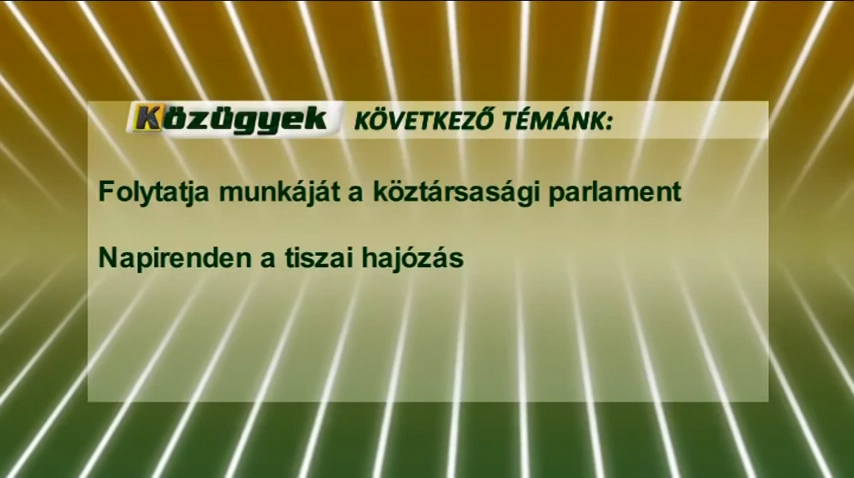 Közügyek KÖVETKEZŐ TÉMÁNK:
Folytatja munkáját a köztársasági parlament
Napirenden a tiszai hajózás